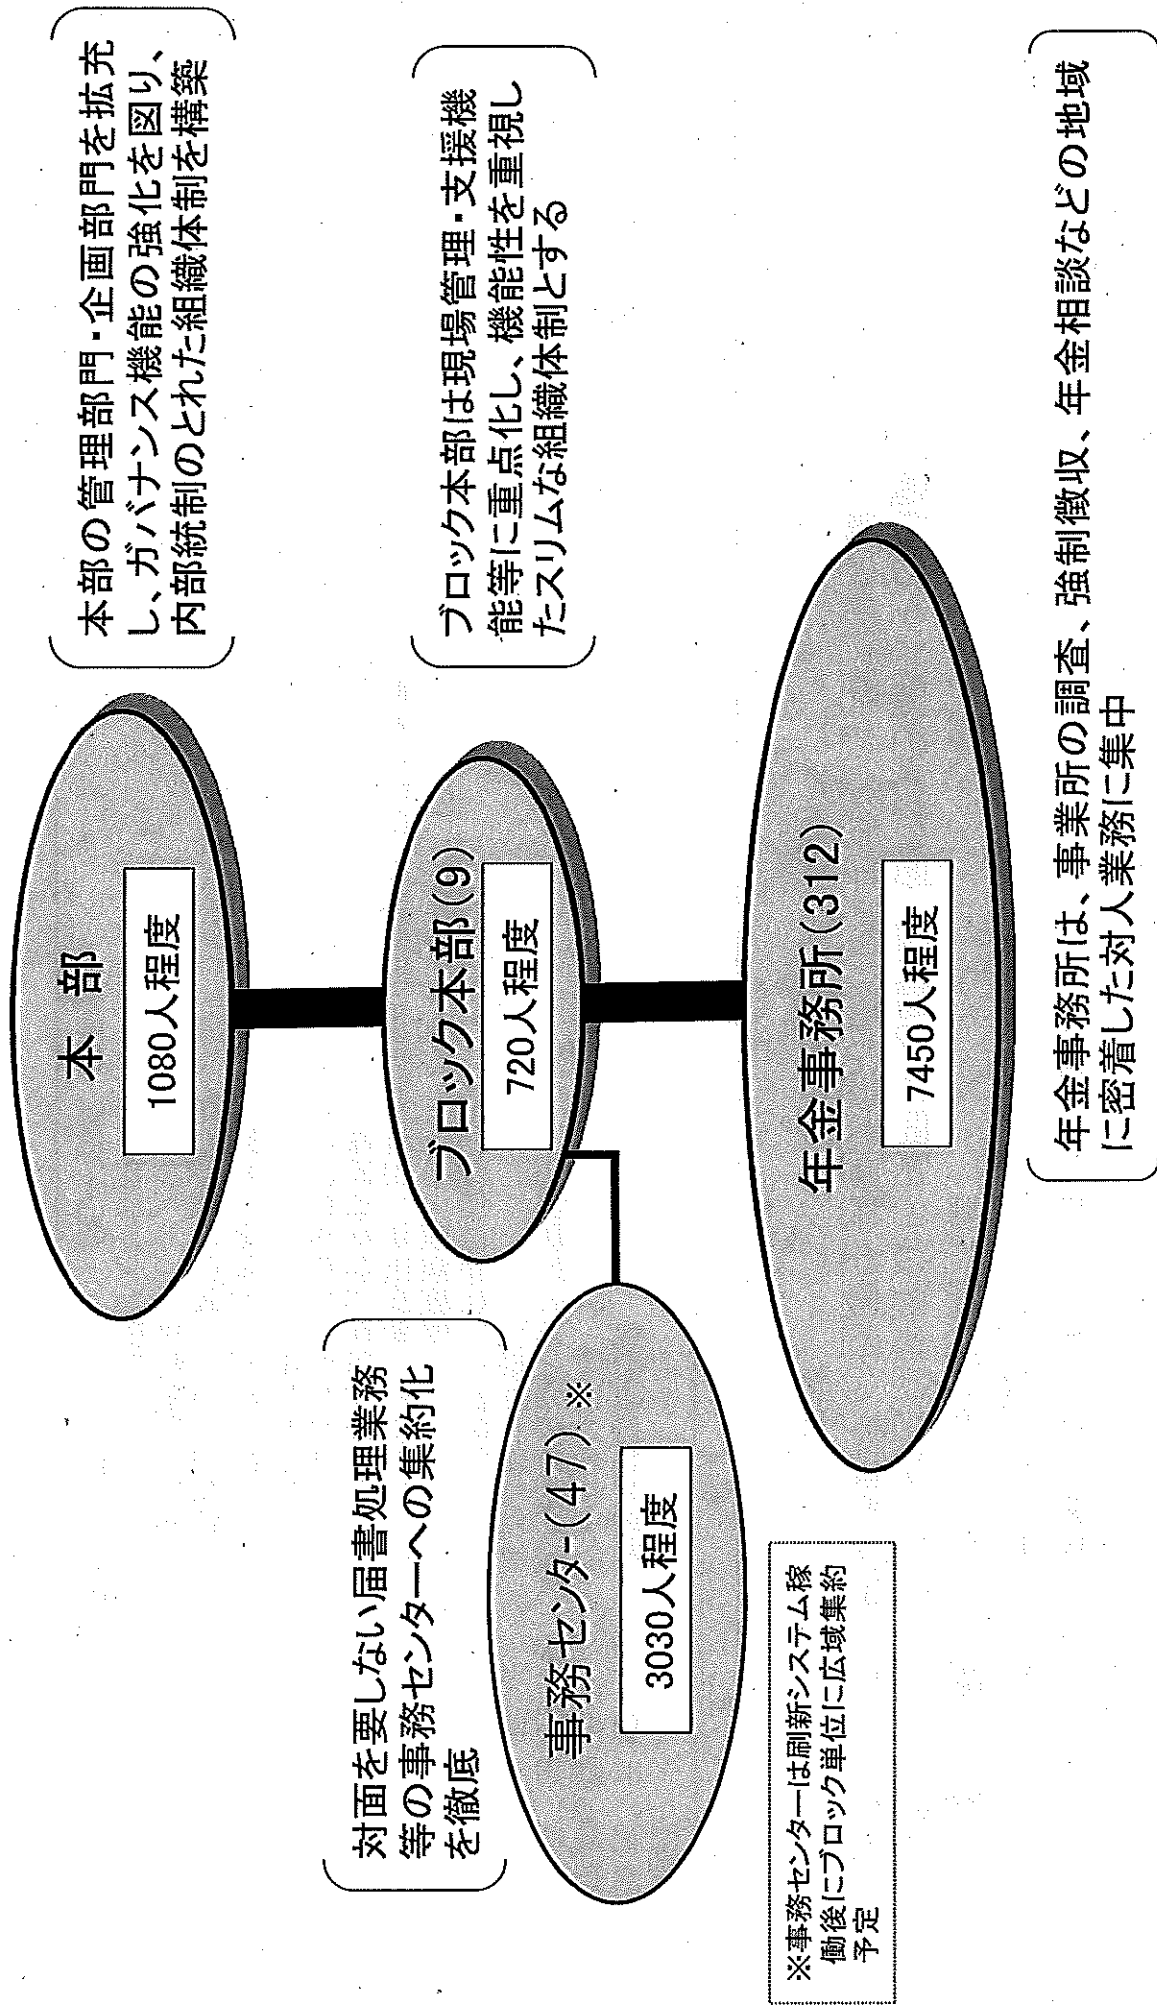 本 部
1080人程度
本部の管理部門・企画部門を拡充
し、ガバナンス機能の強化を図り、
内部統制のとれた組織体制を構築
ブロック本部(9)
720人程度
ブロック本部は現場管理・支援機
能等に重点化し、機能性を重視し
たスリムな組織体制とする
対面を要しない届書処理業務
等の事務センターへの集約化
を徹底
事務センター(47) ※
3030人程度
年金事務所(312)
7450人程度
※事務センターは刷新システム稼
働後にブロック単位に広域集約
予定
年金事務所は、事業所の調査、強制徴収、年金相談などの地域
に密着した対人業務に集中